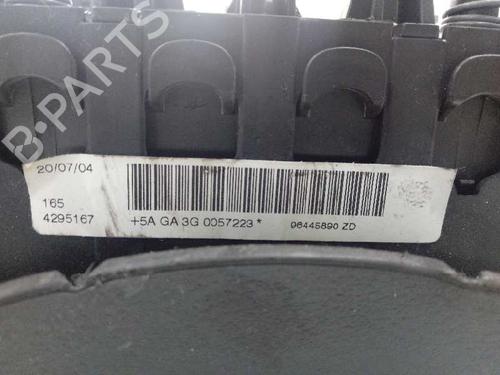 B-PARTS
20/07/04
165
4295167
+5A GA 3G 0057223*
96445890 ZD